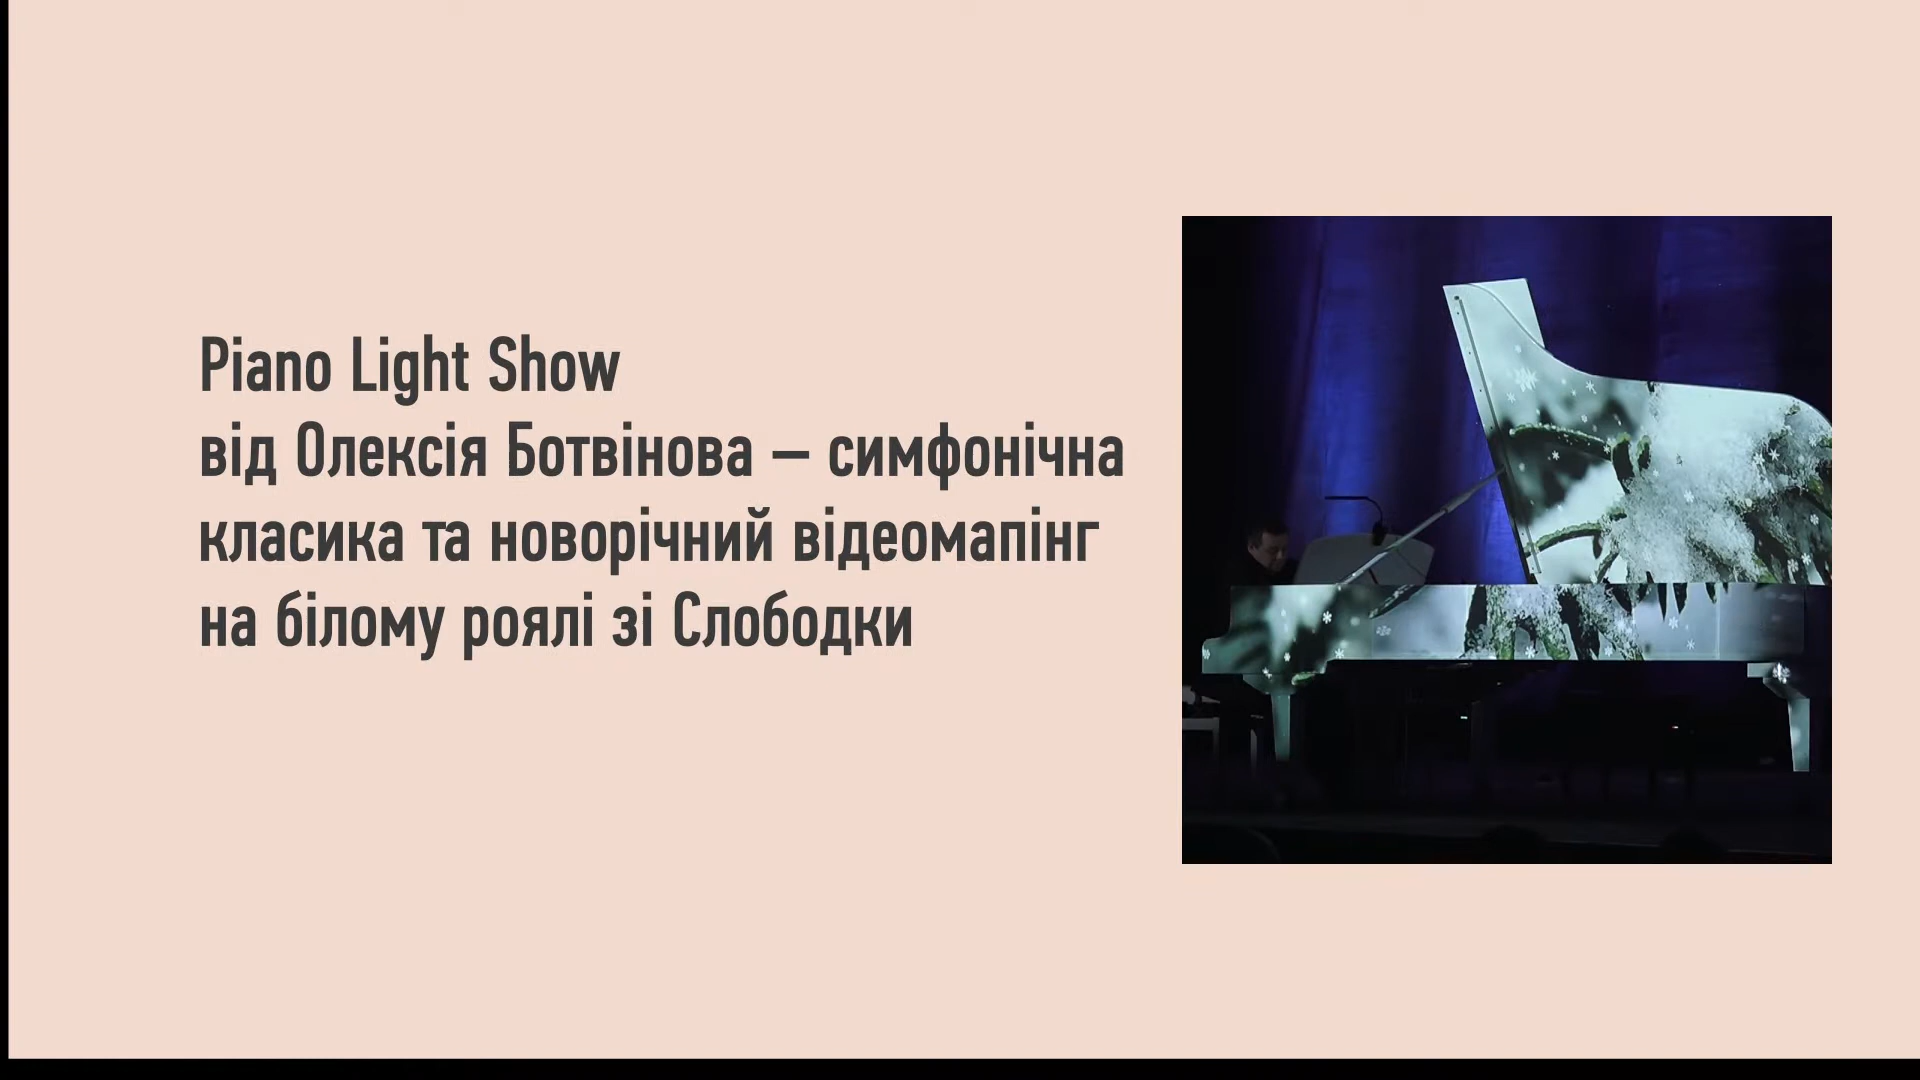 Piano Light Show
від Олексія Ботвінова – симфонічна
класика та новорічний відеомапінг
на білому роялі зі Слободки